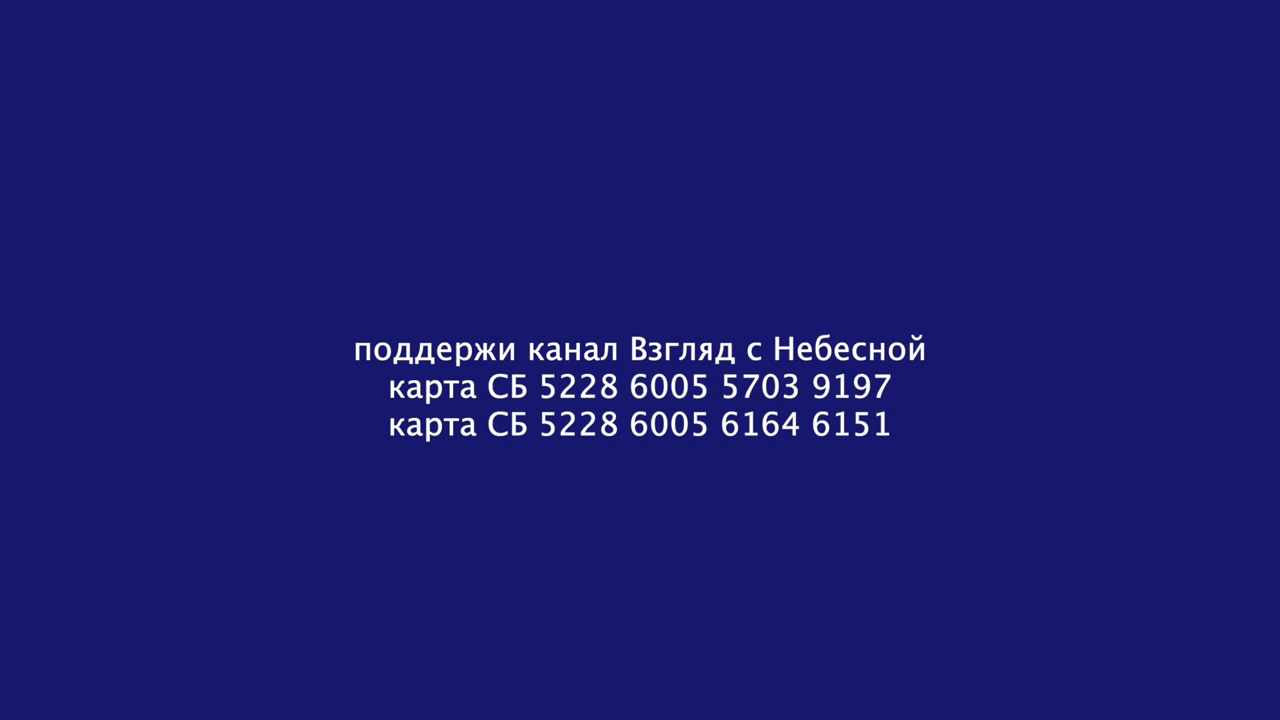 поддержи канал Взгляд с Небесной
карта СБ 5228 6005 5703 9197
карта СБ 5228 6005 6164 6151